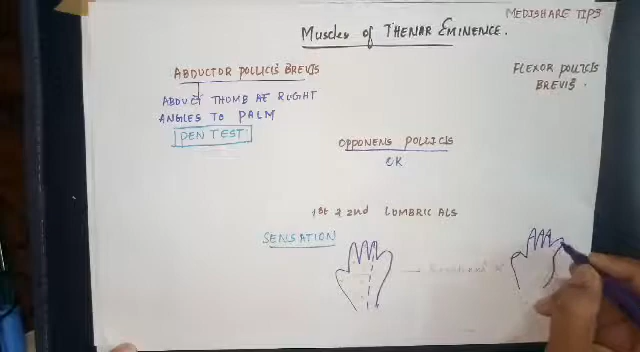 MEDISHARE TIPS
Muscles of THENAR EMINENCE.
ABDUCTOR POLLICIS BREVIS
ABDUCT THUMB AT RIGHT
ANGLES TO PALM
PEN TEST
FLEXOR POLLICIS
BREVIS
OPPONENS POLLICIS
OK
1st & 2nd LUMBRICALS
SENSATION